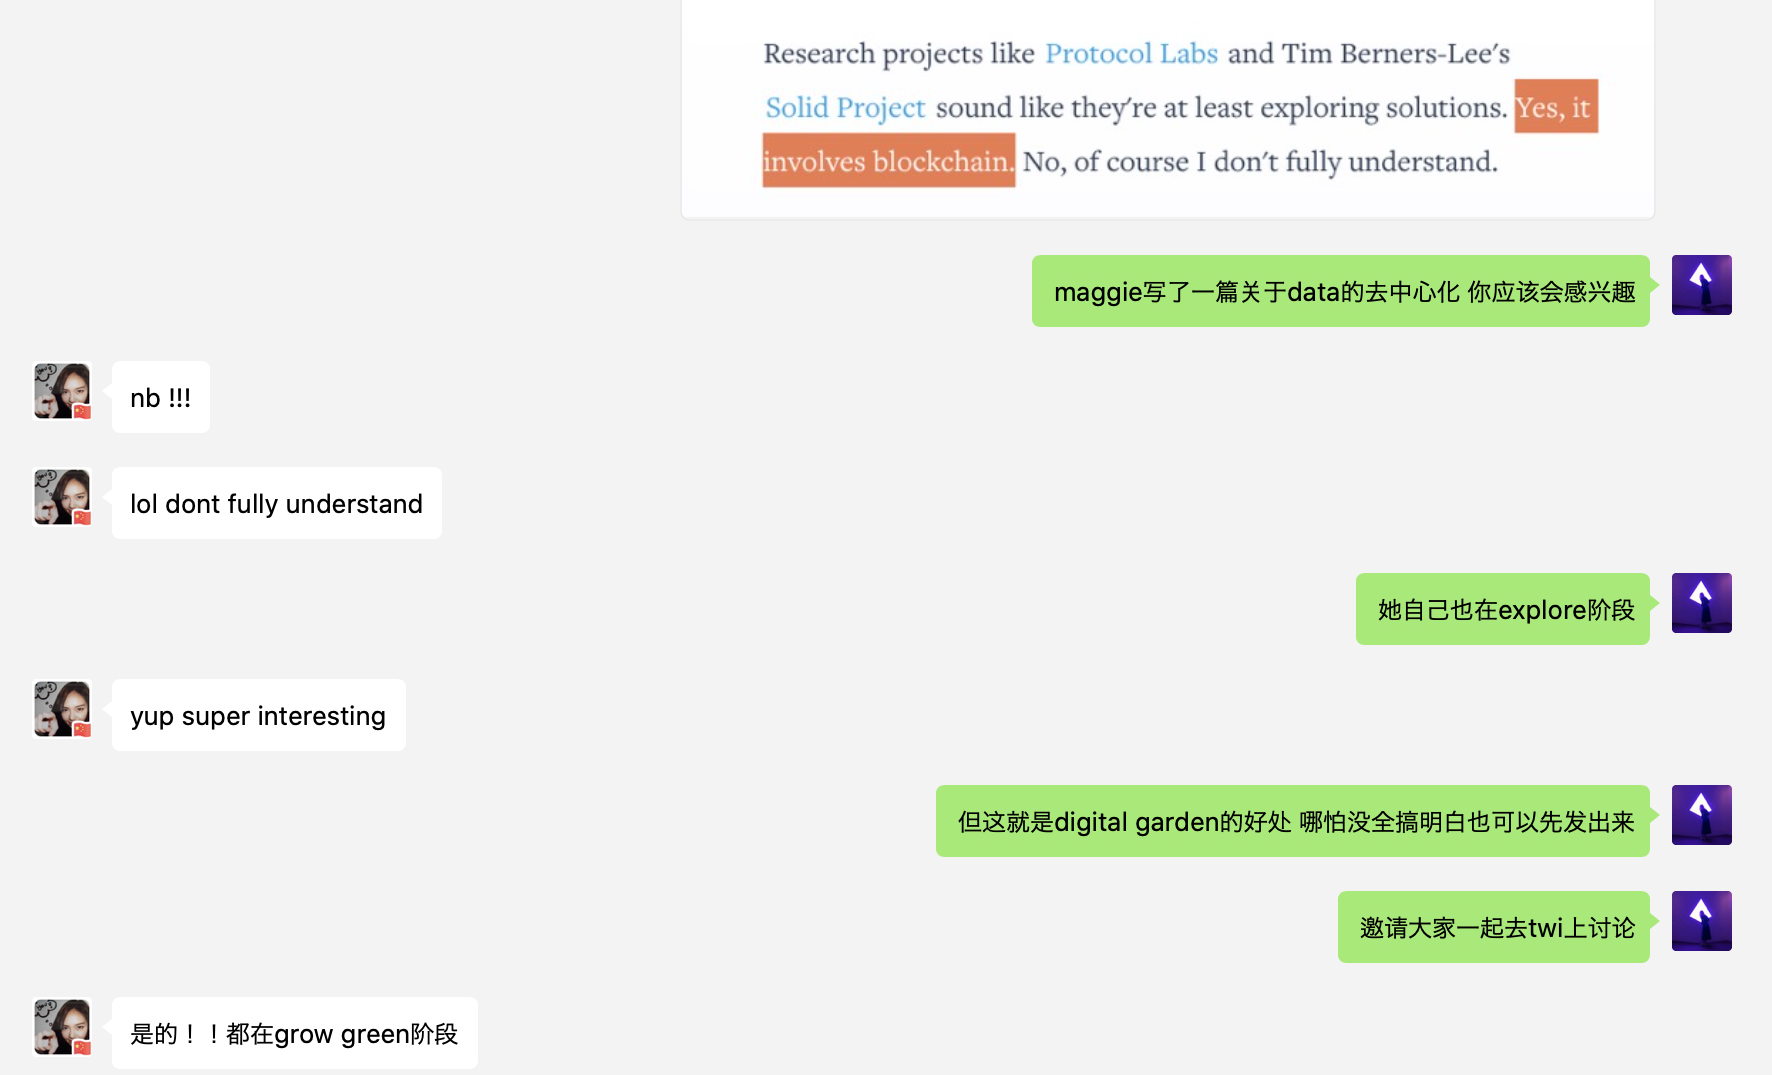 Research projects like Protocol Labs and Tim Berners-Lee's
Solid Project sound like they're at least exploring solutions. Yes, it
involves blockchain. No, of course I don't fully understand.
maggie写了一篇关于data的去中心化 你应该会感兴趣
nb !!!
lol dont fully understand
她自己也在explore阶段
yup super interesting
但这就是digital garden的好处 哪怕没全搞明白也可以先发出来
邀请大家一起去twi上讨论
是的！！都在grow green阶段